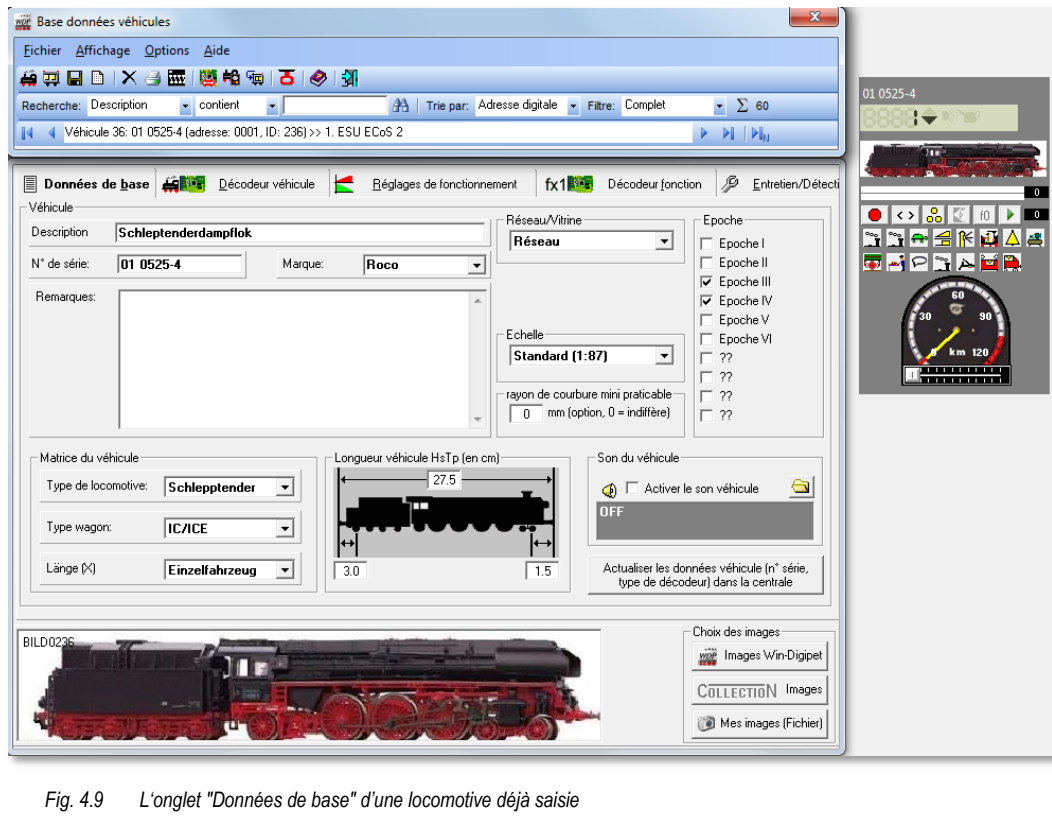 Base données véhicules
Fichier Affichage Options Aide
Recherche: Description contient Trie par: Adresse digitale Filtre: Complet Σ 60
Véhicule 36: 01 0525-4 (adresse: 0001, ID: 236) >> 1. ESU ECoS 2
Données de base Décodeur véhicule Réglages de fonctionnement fx1 Décodeur fonction Entretien/Détecti
Véhicule
Description Schleptenderdampflok
N° de série: 01 0525-4 Marque: Roco
Remarques:
Réseau/Vitrine
Réseau
Echelle
Standard (1:87)
rayon de courbure mini praticable
0 mm (option, 0 = indiffère)
Epoche
Epoche I
Epoche II
Epoche III
Epoche IV
Epoche V
Epoche VI
??
??
??
??
Matrice du véhicule
Type de locomotive: Schlepptender
Type wagon: IC/ICE
Länge (X) Einzelfahrzeug
Longueur véhicule HsTp (en cm)
27.5
3.0 1.5
Son du véhicule
Activer le son véhicule
OFF
Actualiser les données véhicule (n° série,
type de décodeur) dans la centrale
BILD0236
Choix des images
WDP Images Win-Digipet
COLLECTION Images
Mes images (Fichier)
01 0525-4
8888
0
f0 0
30 60 90
0 km 120
Fig. 4.9 L‘onglet "Données de base" d’une locomotive déjà saisie